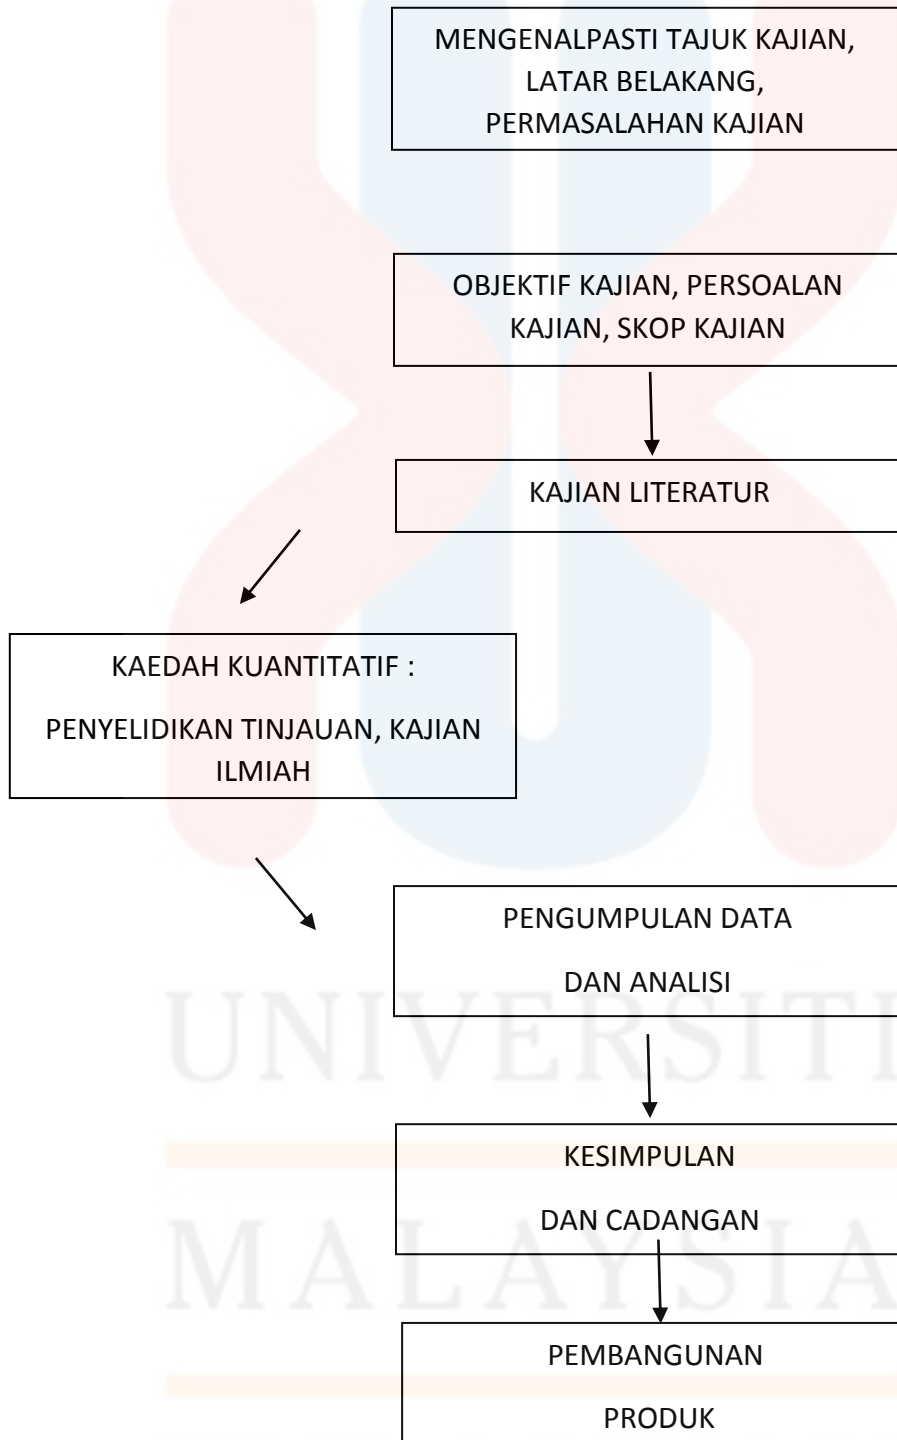 MENGENALPASTI TAJUK KAJIAN,
LATAR BELAKANG,
PERMASALAHAN KAJIAN
OBJEKTIF KAJIAN, PERSOALAN
KAJIAN, SKOP KAJIAN
KAJIAN LITERATUR
KAEDAH KUANTITATIF :
PENYELIDIKAN TINJAUAN, KAJIAN
ILMIAH
PENGUMPULAN DATA
DAN ANALISI
UNIVERSITI
KESIMPULAN
DAN CADANGAN
MALAYSIA
PEMBANGUNAN
PRODUK